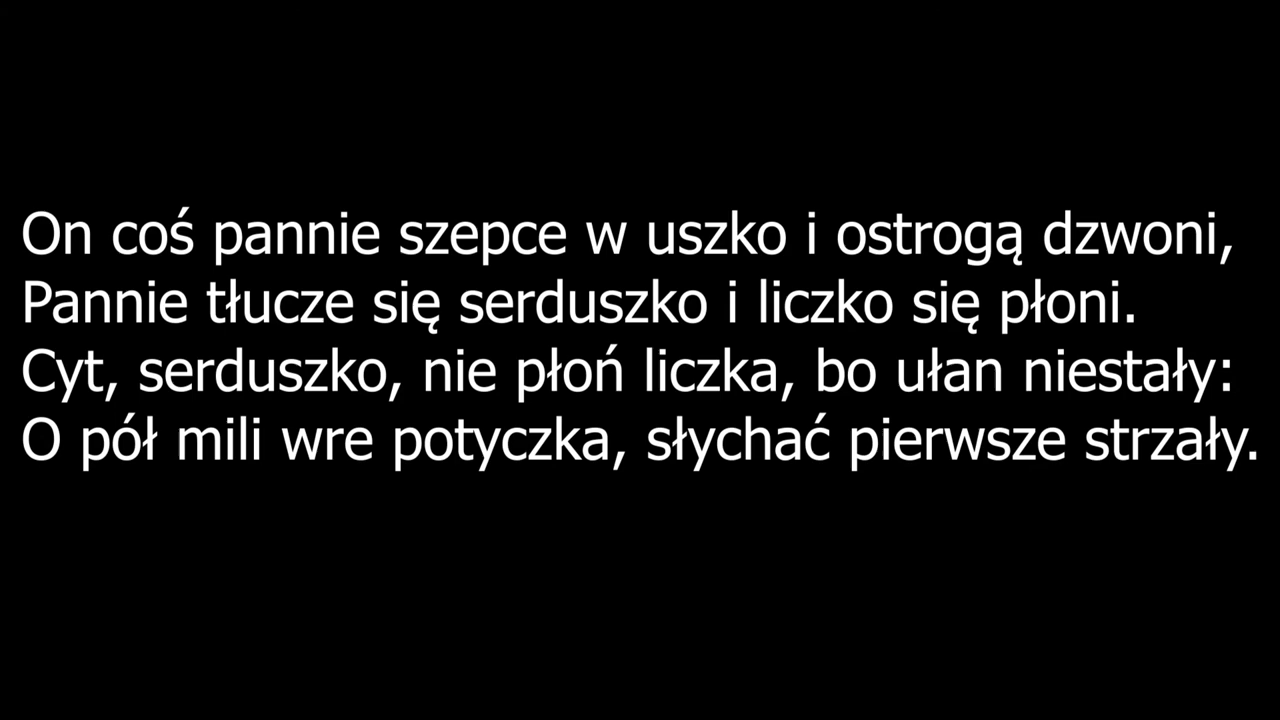 On coś pannie szepce w uszko i ostrogą dzwoni,
Pannie tłucze się serduszko i liczko się płoni.
Cyt, serduszko, nie płoń liczka, bo ułan niestały:
O pół mili wre potyczka, słychać pierwsze strzały.